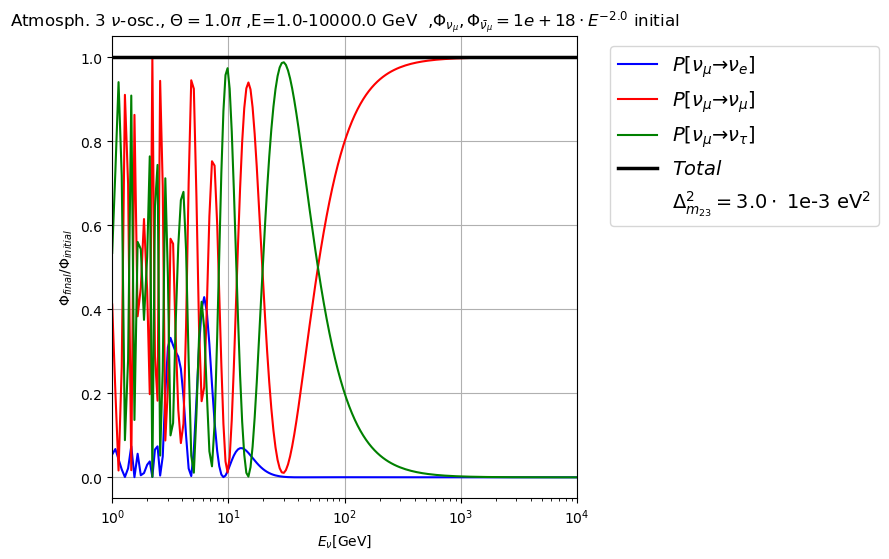 Atmosph. 3 ν-osc., Θ = 1.0π ,E=1.0-10000.0 GeV ,Φ_{ν_μ}, Φ_{ν̄_μ} = 1e + 18 · E^{−2.0} initial
1.0
0.8
0.6
0.4
0.2
0.0
Φ_{final}/Φ_{initial}
10^0 10^1 10^2 10^3 10^4
E_ν[GeV]
P[ν_μ→ν_e]
P[ν_μ→ν_μ]
P[ν_μ→ν_τ]
Total
Δ^2_{m_{23}} = 3.0 · 1e-3 eV^2